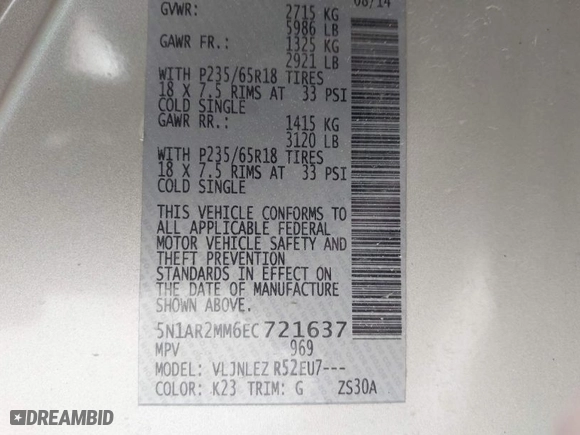 08/14
GVWR: 2715 KG
5986 LB
GAWR FR.: 1325 KG
2921 LB
WITH P235/65R18 TIRES
18 X 7.5 RIMS AT 33 PSI
COLD SINGLE
GAWR RR.: 1415 KG
3120 LB
WITH P235/65R18 TIRES
18 X 7.5 RIMS AT 33 PSI
COLD SINGLE
THIS VEHICLE CONFORMS TO
ALL APPLICABLE FEDERAL
MOTOR VEHICLE SAFETY AND
THEFT PREVENTION
STANDARDS IN EFFECT ON
THE DATE OF MANUFACTURE
SHOWN ABOVE.
5N1AR2MM6EC721637
MPV 969
MODEL: VLJNLEZ R52EU7---
COLOR: K23 TRIM: G ZS30A
DREAMBID